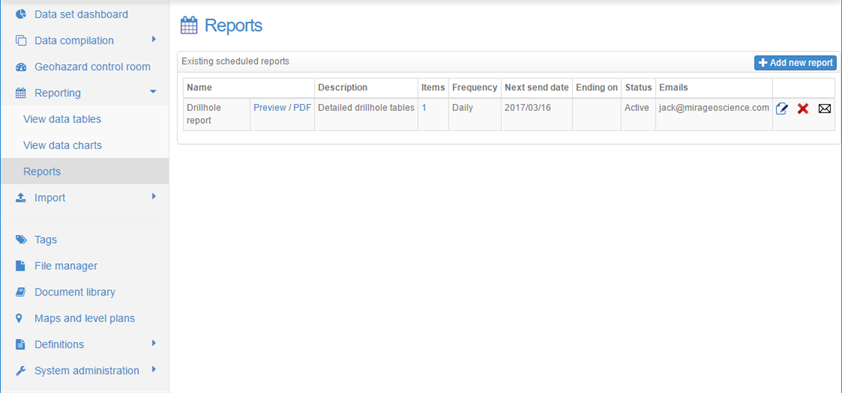 Data set dashboard
Data compilation
Geohazard control room
Reporting
View data tables
View data charts
Reports
Import
Tags
File manager
Document library
Maps and level plans
Definitions
System administration
Reports
Existing scheduled reports
Add new report
Name Description Items Frequency Next send date Ending on Status Emails
Drillhole Preview / PDF Detailed drillhole tables 1 Daily 2017/03/16 Active jack@mirageoscience.com
report